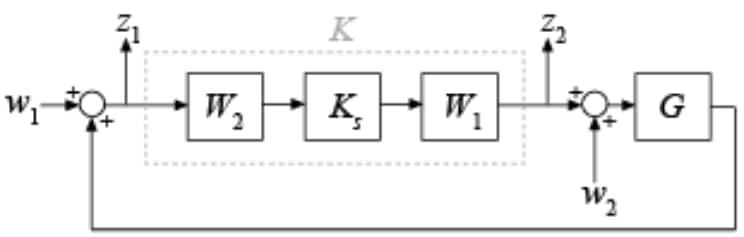 z₁
K
z₂
w₁
+
+
W₂
Kₛ
W₁
+
+
G
w₂